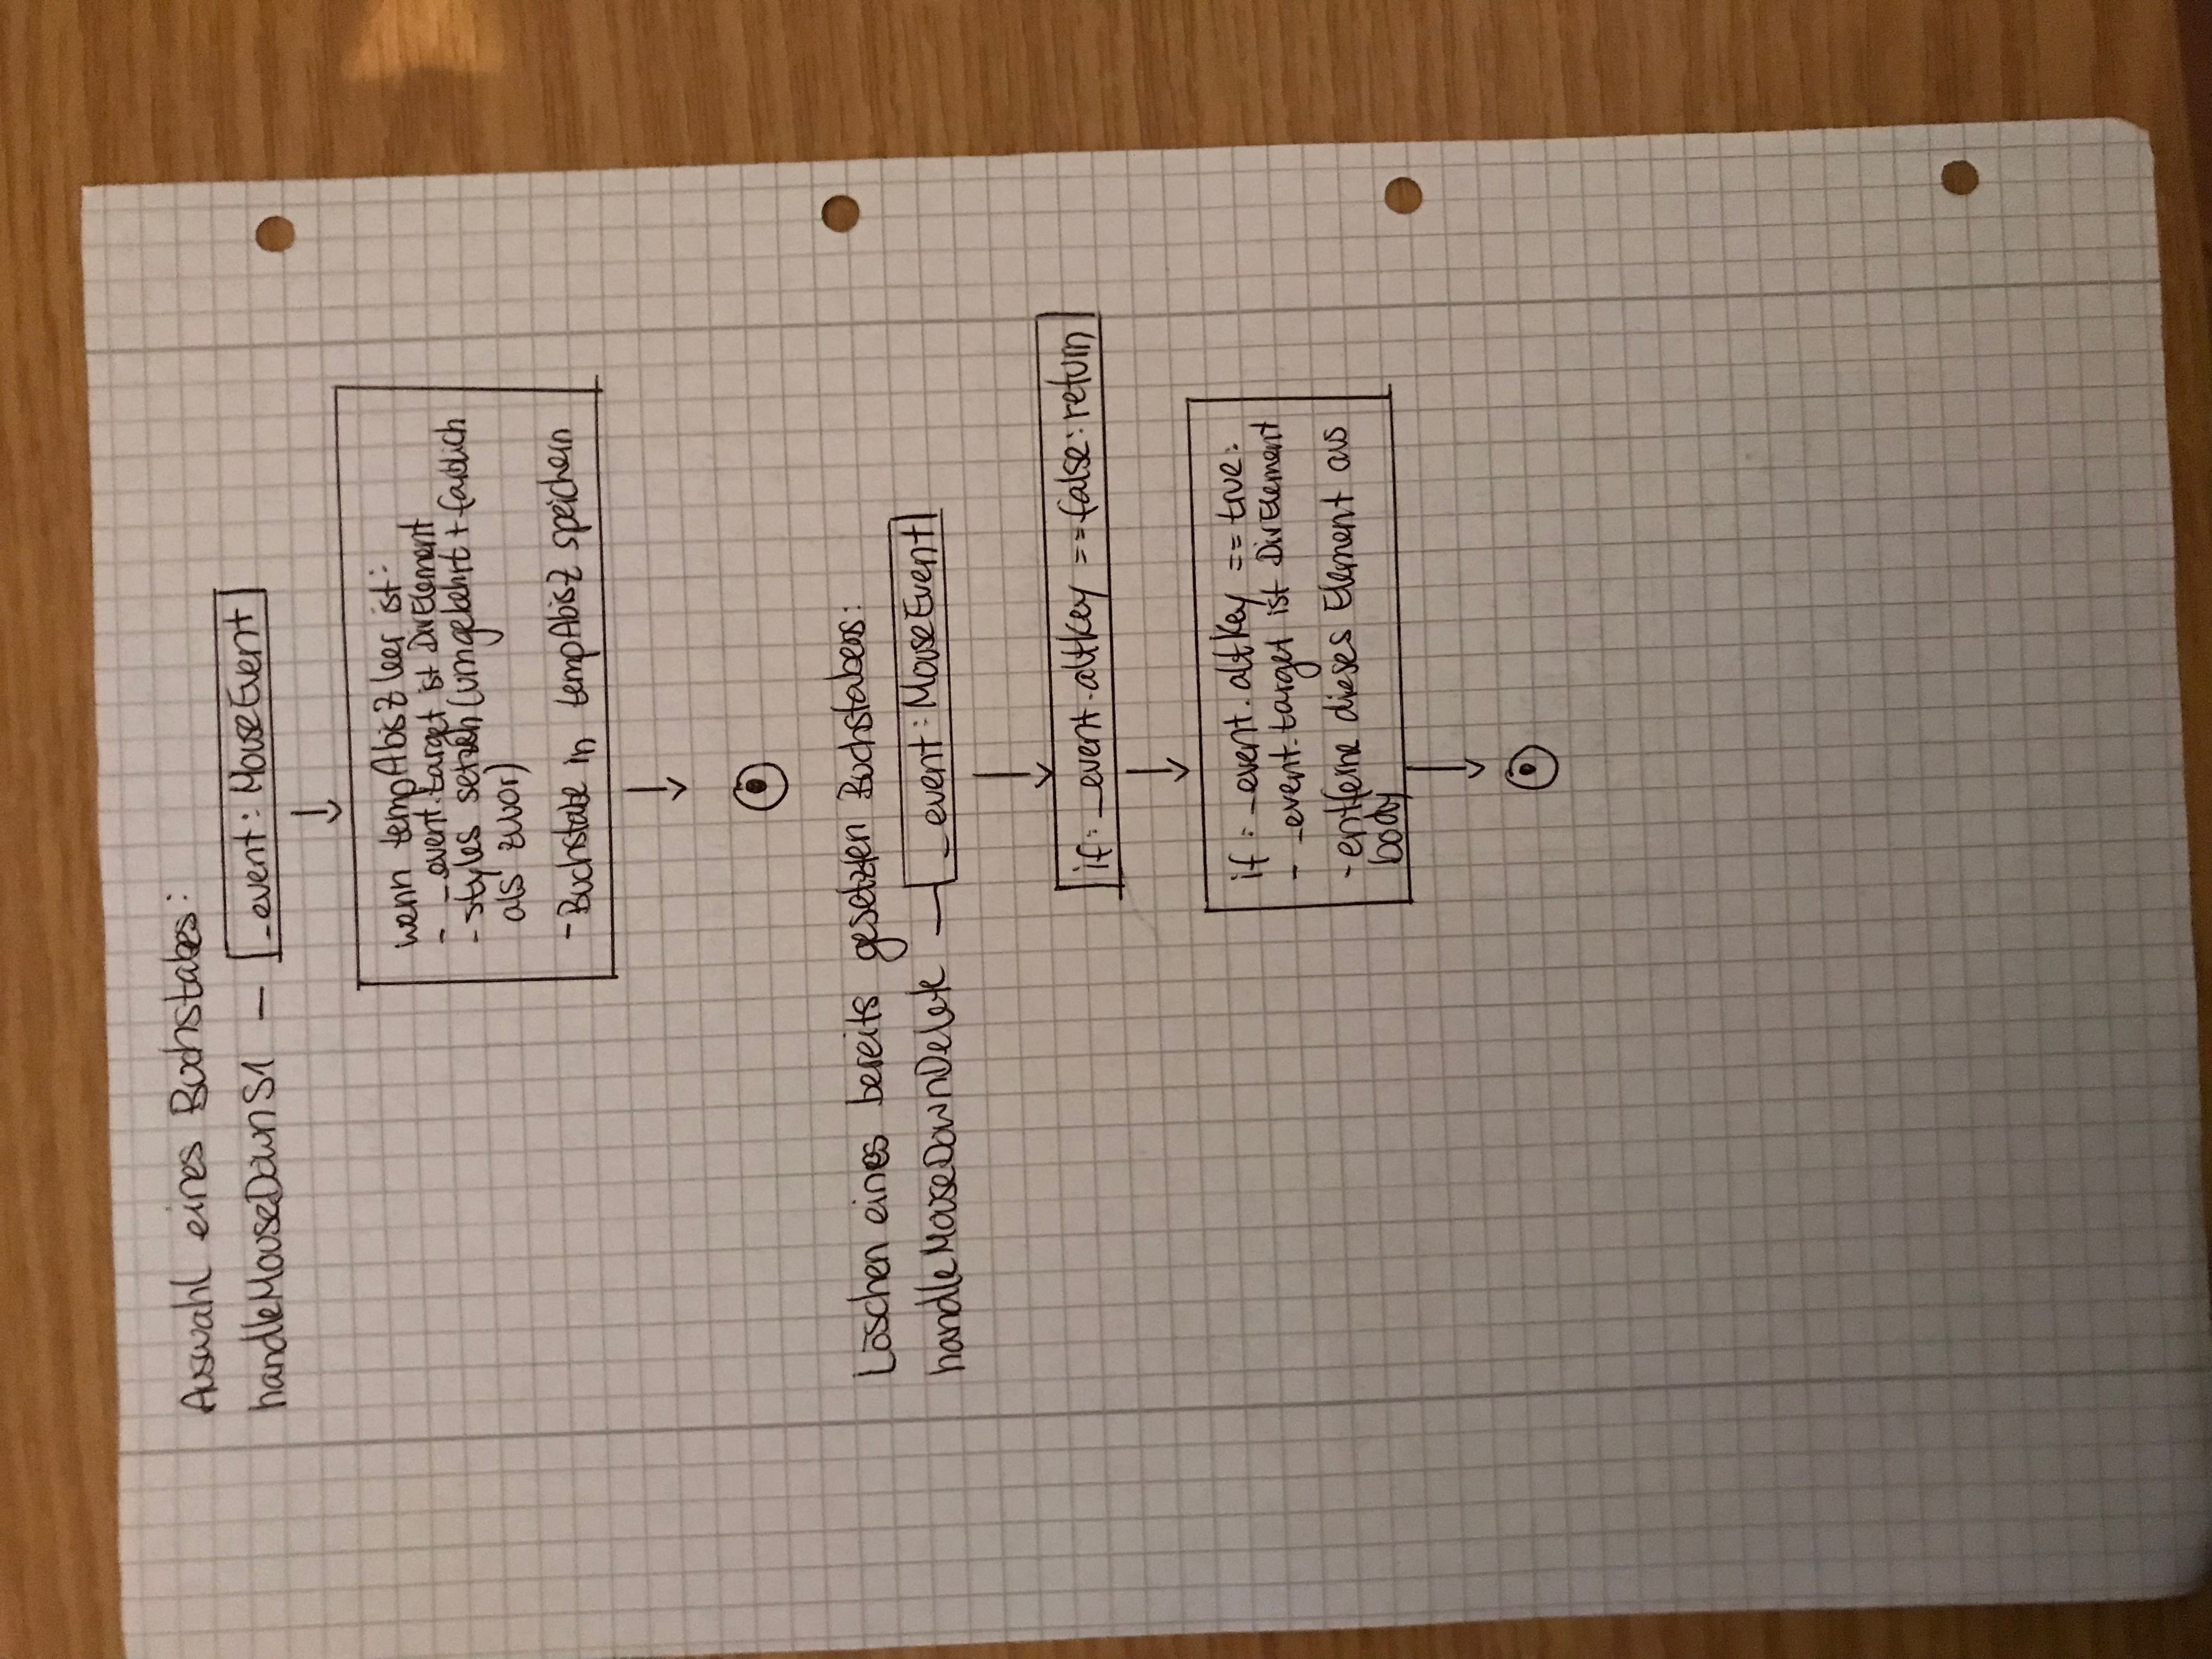 Auswahl eines Buchstabes:
handleMouseDownS1 — _event: MouseEvent
wenn tempAbisZ leer ist:
- _event.target ist DivElement
- styles setzen (umgekehrt + farblich
als zuvor)
- Buchstabe in tempAbisZ speichern
Löschen eines bereits gesetzten Buchstabens:
handleMouseDownDelete — _event: MouseEvent
if: _event.altKey == false: return
if: _event.altKey == true:
- _event.target ist DivElement
- entferne dieses Element aus
body